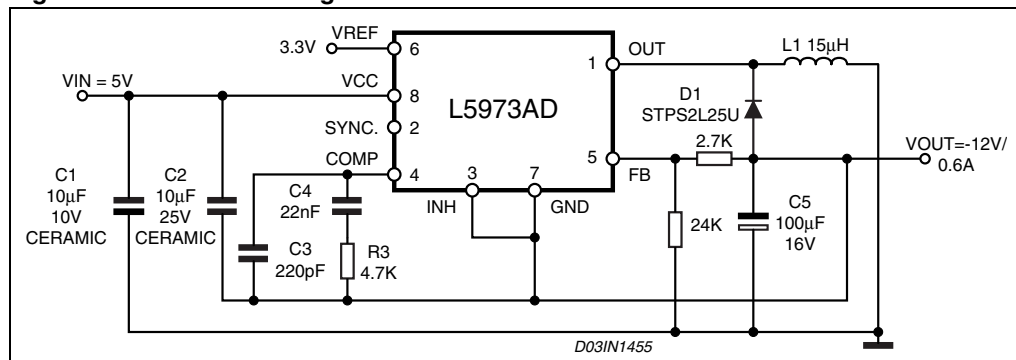 VREF
3.3V
6
VIN = 5V
VCC
8
SYNC.
2
COMP
4
L5973AD
1
OUT
L1 15µH
D1
STPS2L25U
2.7K
5
FB
VOUT=-12V/
0.6A
3
INH
7
GND
C1
10µF
10V
CERAMIC
C2
10µF
25V
CERAMIC
C4
22nF
C3
220pF
R3
4.7K
24K
C5
100µF
16V
D03IN1455